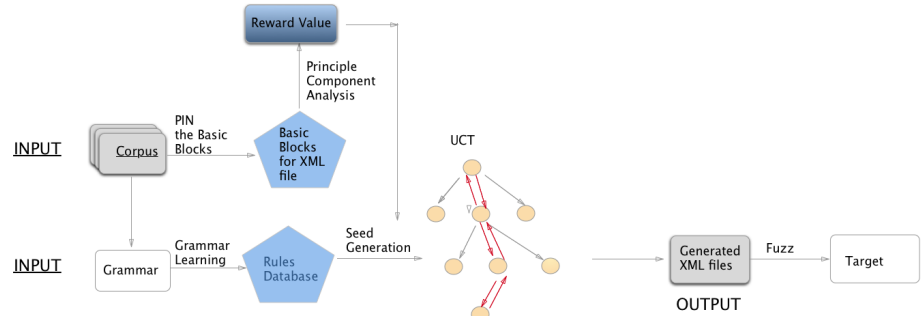 Reward Value
Principle
Component
Analysis
INPUT
Corpus
PIN
the Basic
Blocks
Basic
Blocks
for XML
file
UCT
INPUT
Grammar
Grammar
Learning
Rules
Database
Seed
Generation
Generated
XML files
Fuzz
Target
OUTPUT